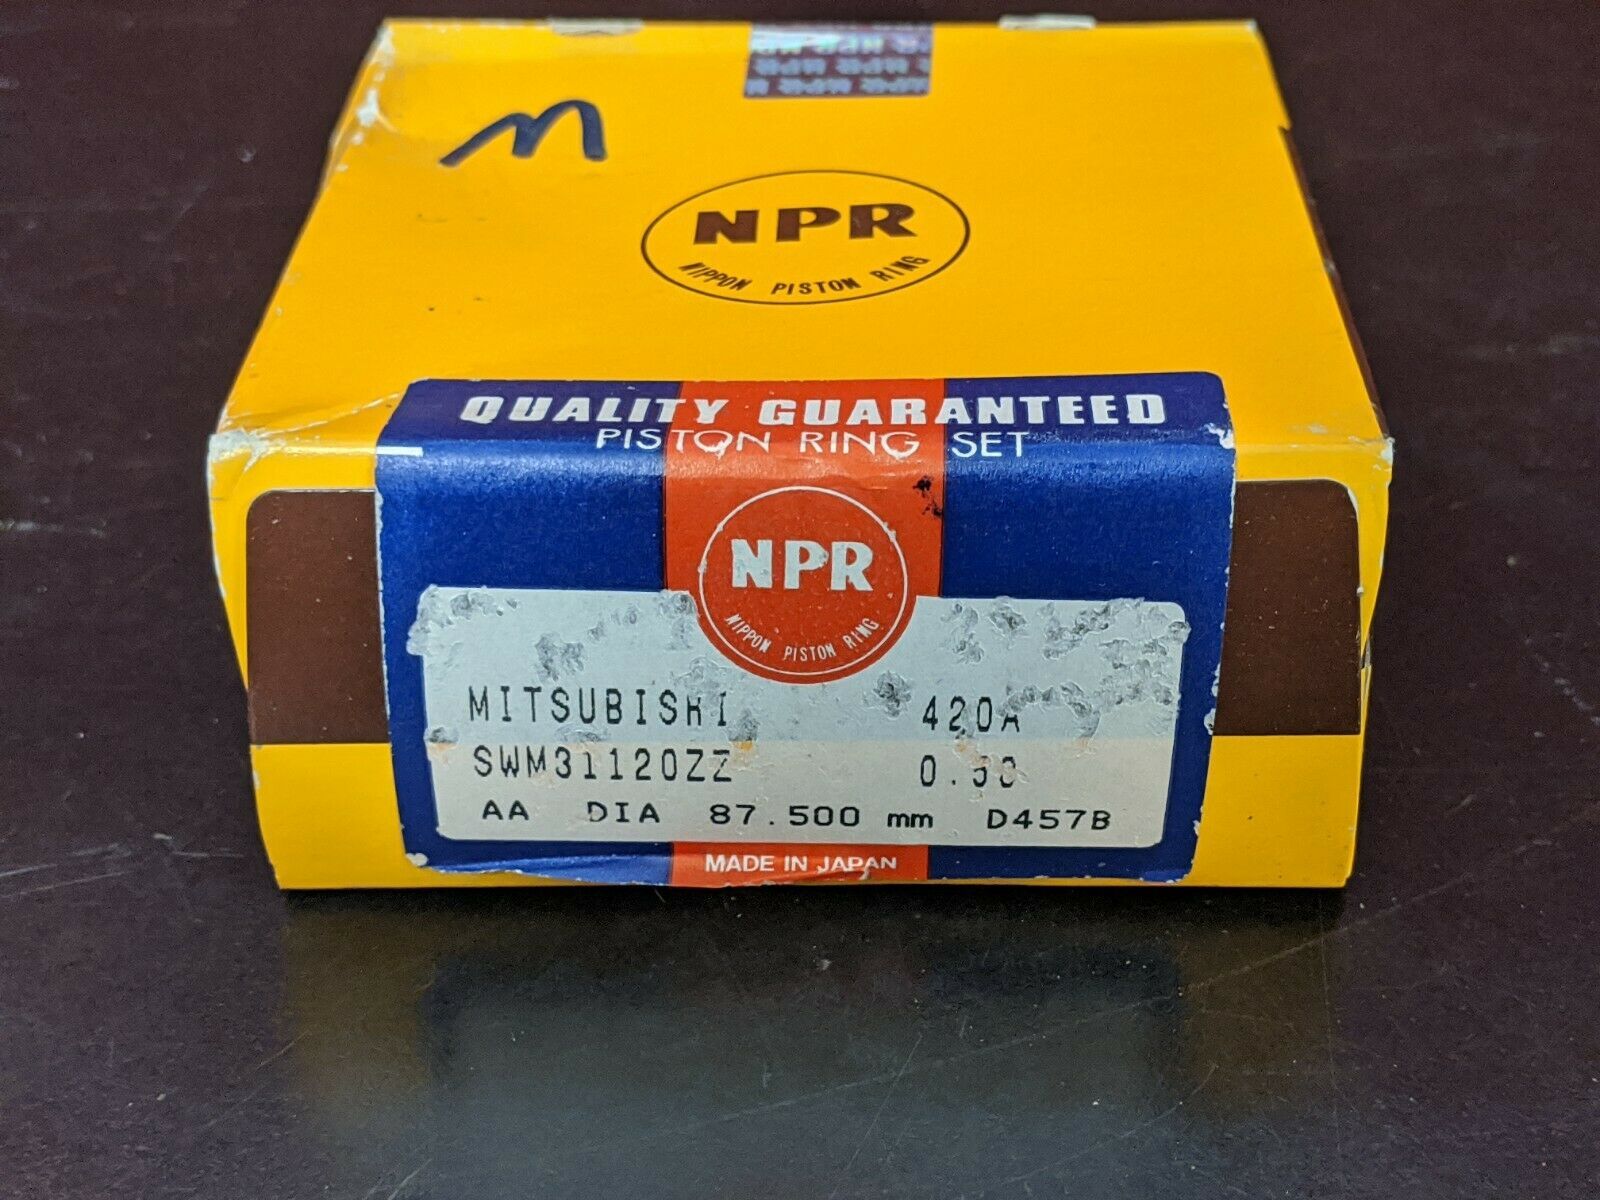 NPR
NIPPON PISTON RING
QUALITY GUARANTEED
PISTON RING SET
NPR
NIPPON PISTON RING
MITSUBISHI 420A
SWM31120ZZ
AA DIA 87.500 mm D457B
MADE IN JAPAN